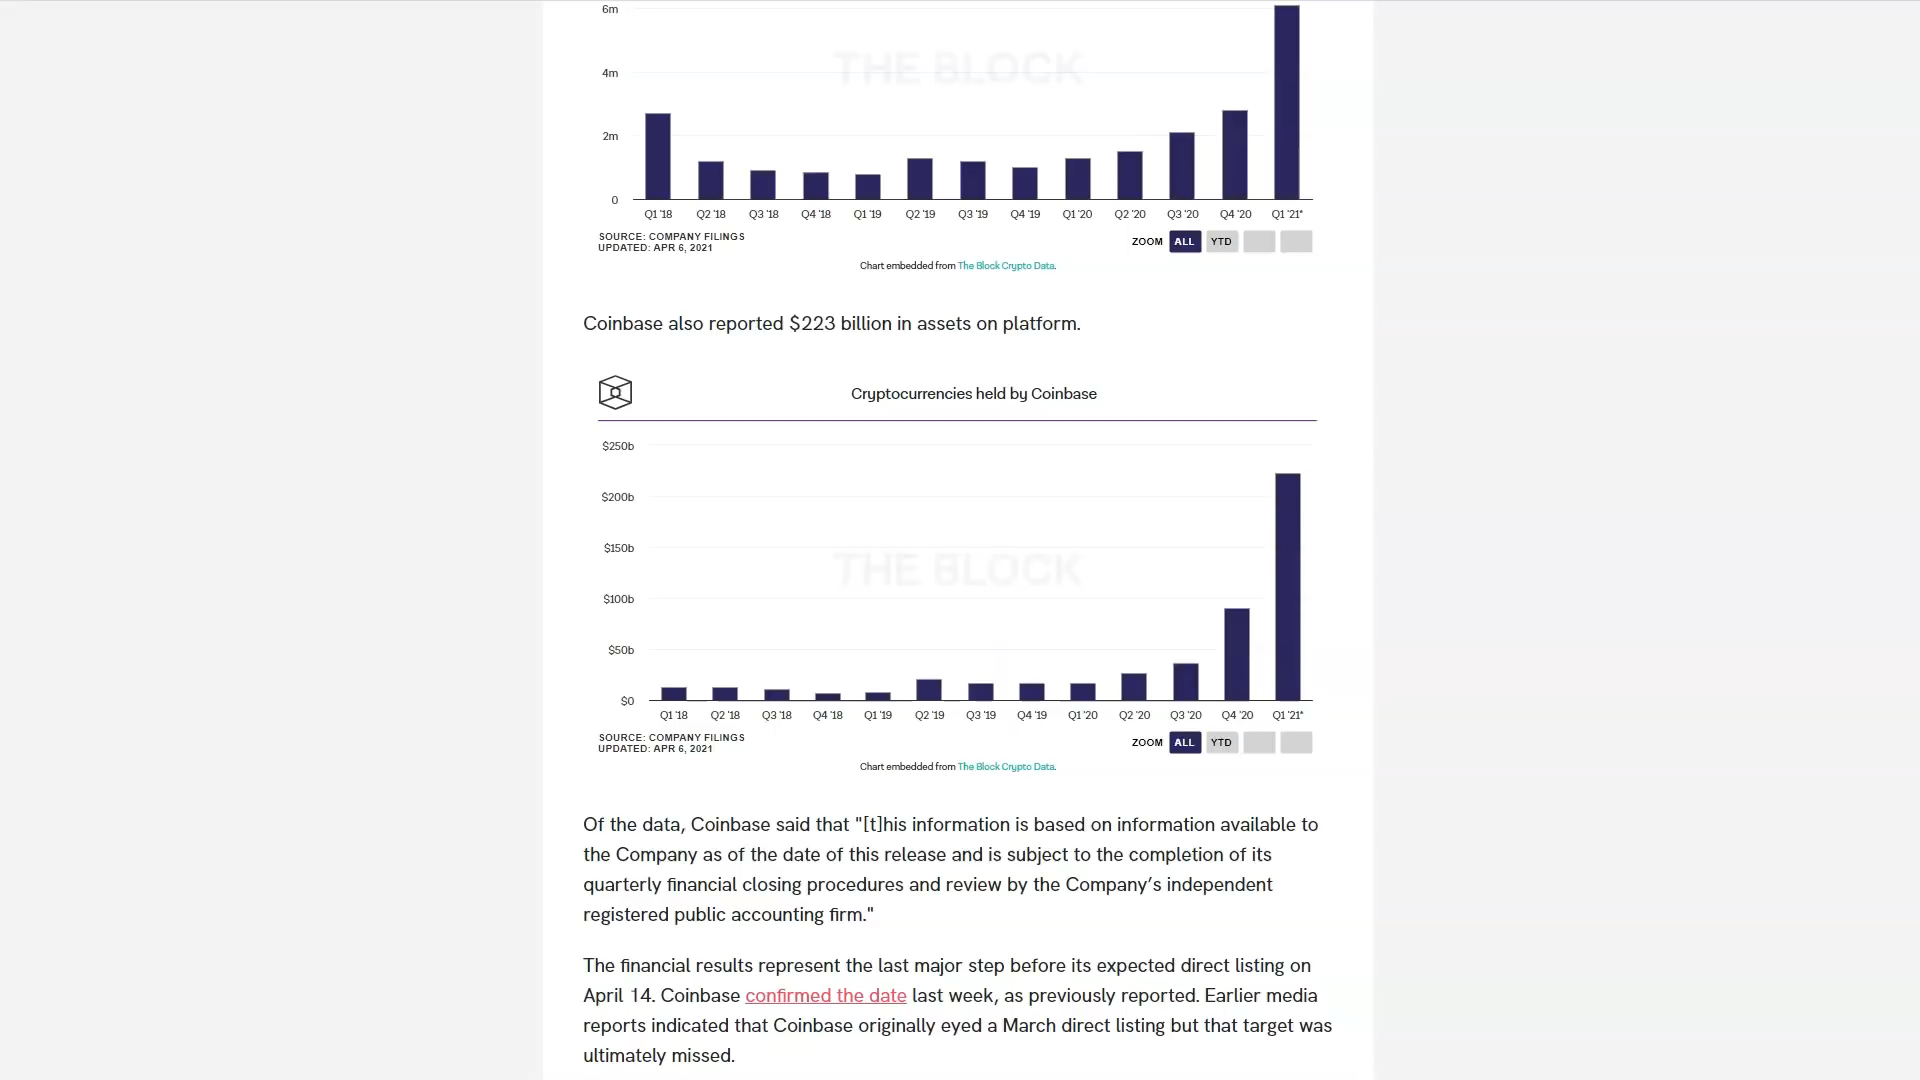 6m
THE BLOCK
4m
2m
0
Q1 '18 Q2 '18 Q3 '18 Q4 '18 Q1 '19 Q2 '19 Q3 '19 Q4 '19 Q1 '20 Q2 '20 Q3 '20 Q4 '20 Q1 '21*
SOURCE: COMPANY FILINGS
UPDATED: APR 6, 2021
ZOOM ALL YTD
Chart embedded from The Block Crypto Data.
Coinbase also reported $223 billion in assets on platform.
Cryptocurrencies held by Coinbase
$250b
$200b
$150b
THE BLOCK
$100b
$50b
$0
Q1 '18 Q2 '18 Q3 '18 Q4 '18 Q1 '19 Q2 '19 Q3 '19 Q4 '19 Q1 '20 Q2 '20 Q3 '20 Q4 '20 Q1 '21*
SOURCE: COMPANY FILINGS
UPDATED: APR 6, 2021
ZOOM ALL YTD
Chart embedded from The Block Crypto Data.
Of the data, Coinbase said that "[t]his information is based on information available to
the Company as of the date of this release and is subject to the completion of its
quarterly financial closing procedures and review by the Company’s independent
registered public accounting firm."
The financial results represent the last major step before its expected direct listing on
April 14. Coinbase confirmed the date last week, as previously reported. Earlier media
reports indicated that Coinbase originally eyed a March direct listing but that target was
ultimately missed.